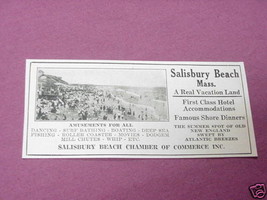 Salisbury Beach
Mass.
A Real Vacation Land
First Class Hotel
Accommodations
Famous Shore Dinners
THE SUMMER SPOT OF OLD
NEW ENGLAND
SWEPT BY
ATLANTIC BREEZES
AMUSEMENTS FOR ALL
DANCING - SURF BATHING - BOATING - DEEP SEA
FISHING - ROLLER COASTER - MOVIES - DODGEM
MILL CHUTES - WHIP - ETC.
SALISBURY BEACH CHAMBER OF COMMERCE INC.